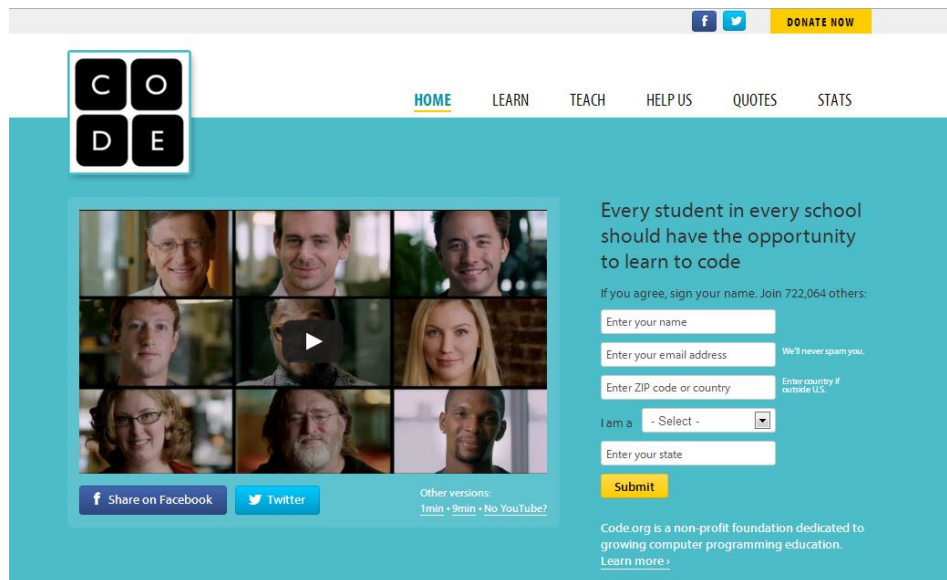 f
DONATE NOW
C O
D E
HOME LEARN TEACH HELP US QUOTES STATS
Every student in every school
should have the opportunity
to learn to code
If you agree, sign your name. Join 722,064 others:
Enter your name
Enter your email address
We'll never spam you.
Enter ZIP code or country
Enter country if
outside U.S.
I am a - Select -
Enter your state
Submit
f Share on Facebook
Twitter
Other versions:
1min • 9min • No YouTube?
Code.org is a non-profit foundation dedicated to
growing computer programming education.
Learn more ›